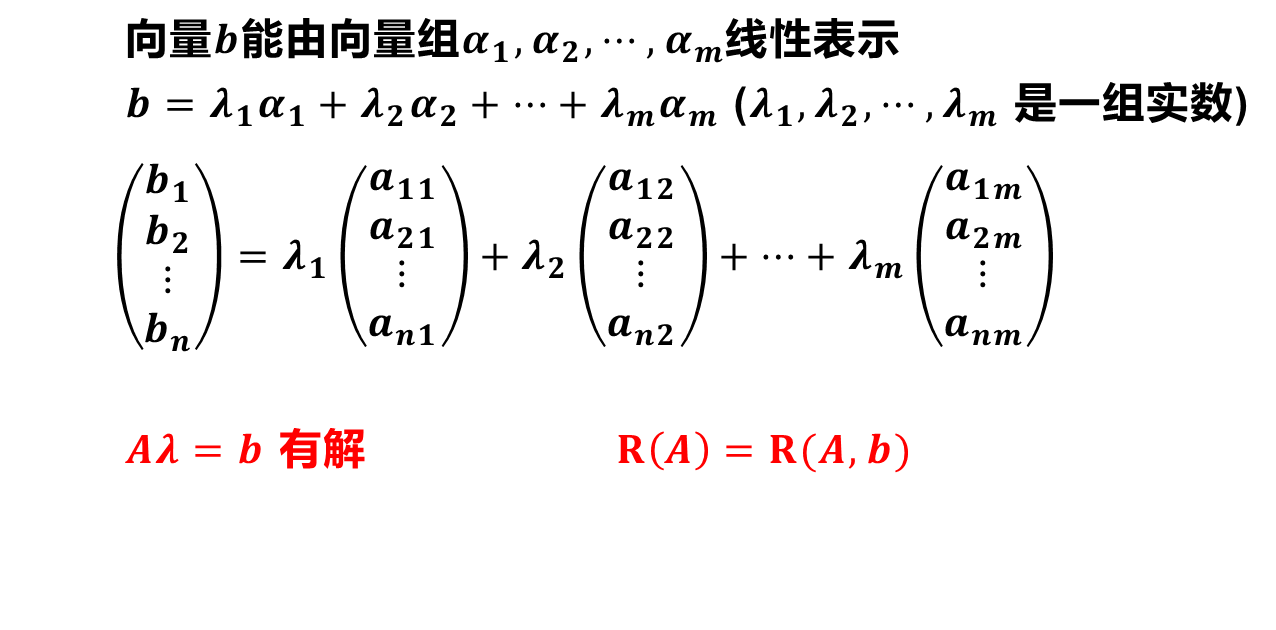 向量b能由向量组α₁,α₂,⋯,αₘ线性表示
b = λ₁α₁ + λ₂α₂ + ⋯ + λₘαₘ (λ₁,λ₂,⋯,λₘ 是一组实数)
(b₁ b₂ ⋮ bₙ) = λ₁ (a₁₁ a₂₁ ⋮ aₙ₁) + λ₂ (a₁₂ a₂₂ ⋮ aₙ₂) + ⋯ + λₘ (a₁ₘ a₂ₘ ⋮ aₙₘ)
Aλ = b 有解 R(A) = R(A, b)